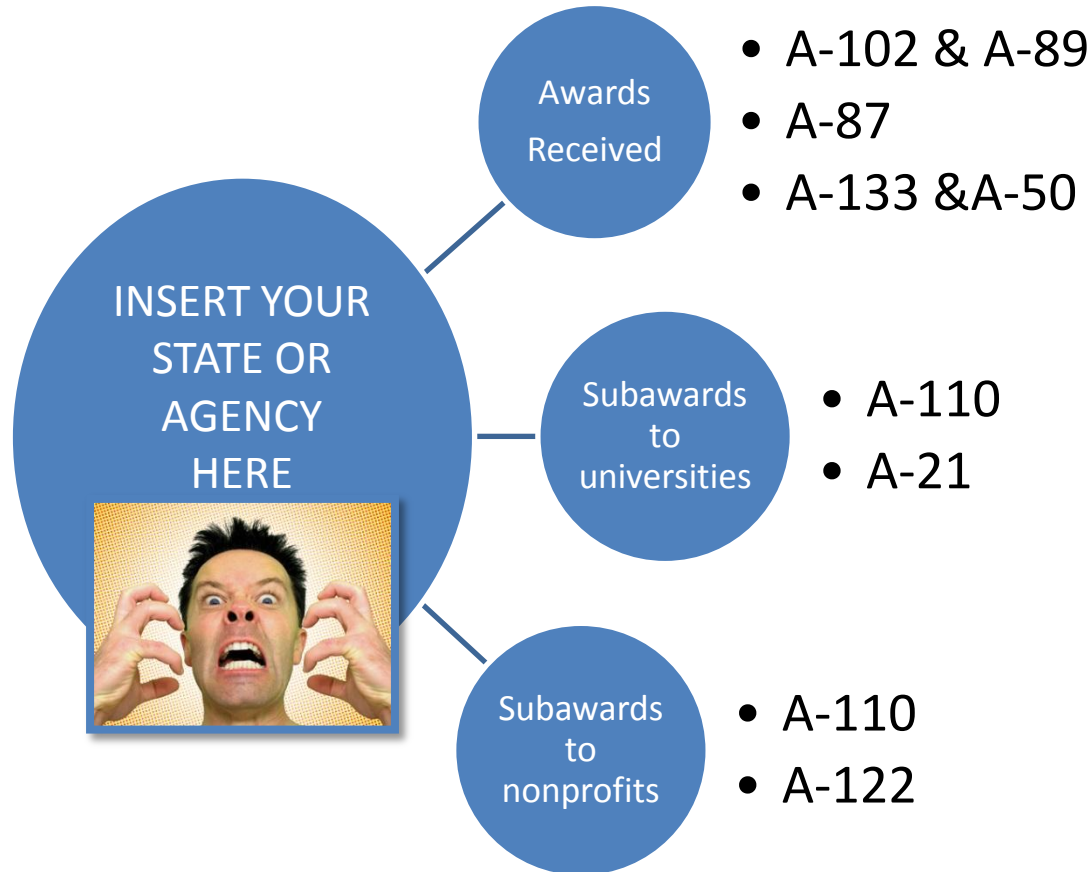 INSERT YOUR
STATE OR
AGENCY
HERE
Awards
Received
• A-102 & A-89
• A-87
• A-133 &A-50
Subawards
to
universities
• A-110
• A-21
Subawards
to
nonprofits
• A-110
• A-122